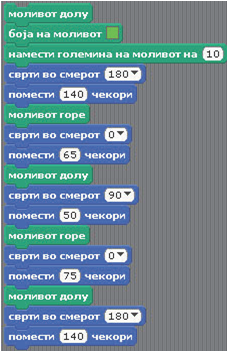 моливот долу
боја на моливот
намести големина на моливот на 10
сврти во смерот 180
помести 140 чекори
моливот горе
сврти во смерот 0
помести 65 чекори
моливот долу
сврти во смерот 90
помести 50 чекори
моливот горе
сврти во смерот 0
помести 75 чекори
моливот долу
сврти во смерот 180
помести 140 чекори